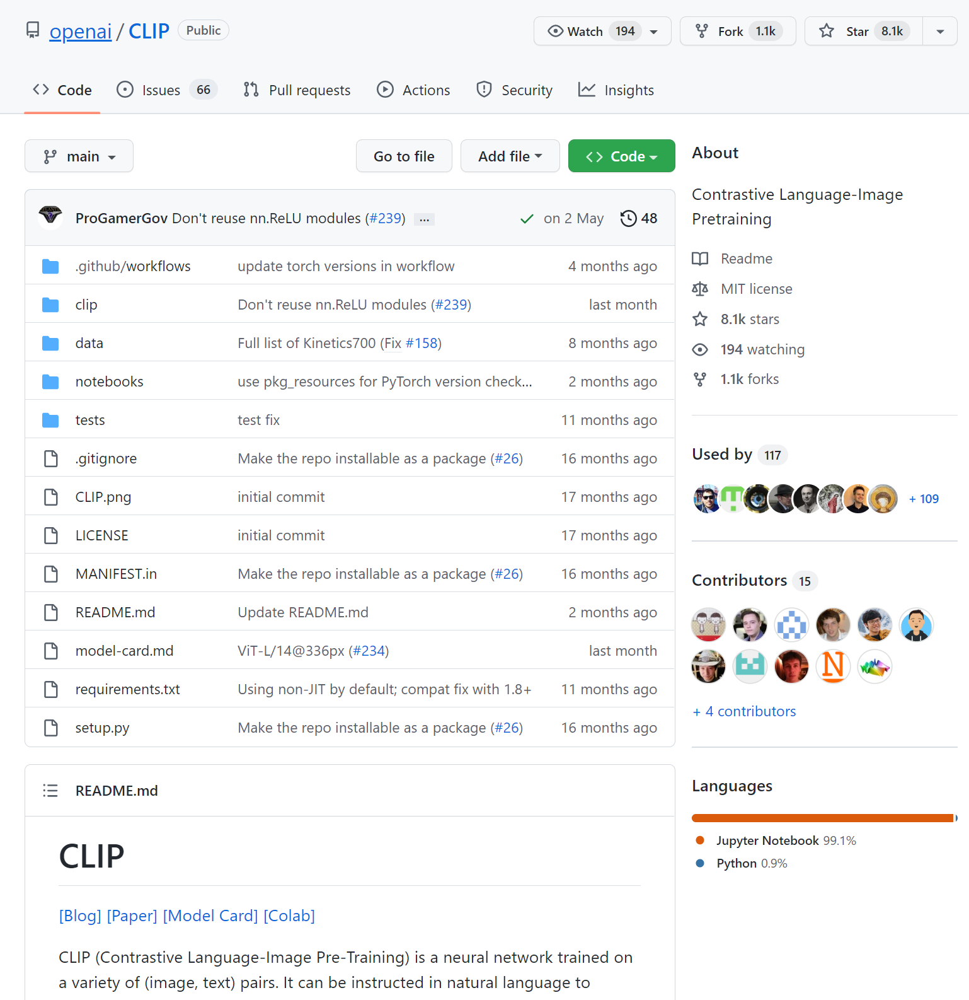 openai / CLIP Public
Watch 194
Fork 1.1k
Star 8.1k
Code
Issues 66
Pull requests
Actions
Security
Insights
main
Go to file
Add file
Code
ProGamerGov Don't reuse nn.ReLU modules (#239) ... on 2 May 48
.github/workflows update torch versions in workflow 4 months ago
clip Don't reuse nn.ReLU modules (#239) last month
data Full list of Kinetics700 (Fix #158) 8 months ago
notebooks use pkg_resources for PyTorch version check... 2 months ago
tests test fix 11 months ago
.gitignore Make the repo installable as a package (#26) 16 months ago
CLIP.png initial commit 17 months ago
LICENSE initial commit 17 months ago
MANIFEST.in Make the repo installable as a package (#26) 16 months ago
README.md Update README.md 2 months ago
model-card.md ViT-L/14@336px (#234) last month
requirements.txt Using non-JIT by default; compat fix with 1.8+ 11 months ago
setup.py Make the repo installable as a package (#26) 16 months ago
README.md
CLIP
[Blog] [Paper] [Model Card] [Colab]
CLIP (Contrastive Language-Image Pre-Training) is a neural network trained on
a variety of (image, text) pairs. It can be instructed in natural language to
About
Contrastive Language-Image
Pretraining
Readme
MIT license
8.1k stars
194 watching
1.1k forks
Used by 117
+ 109
Contributors 15
+ 4 contributors
Languages
Jupyter Notebook 99.1%
Python 0.9%